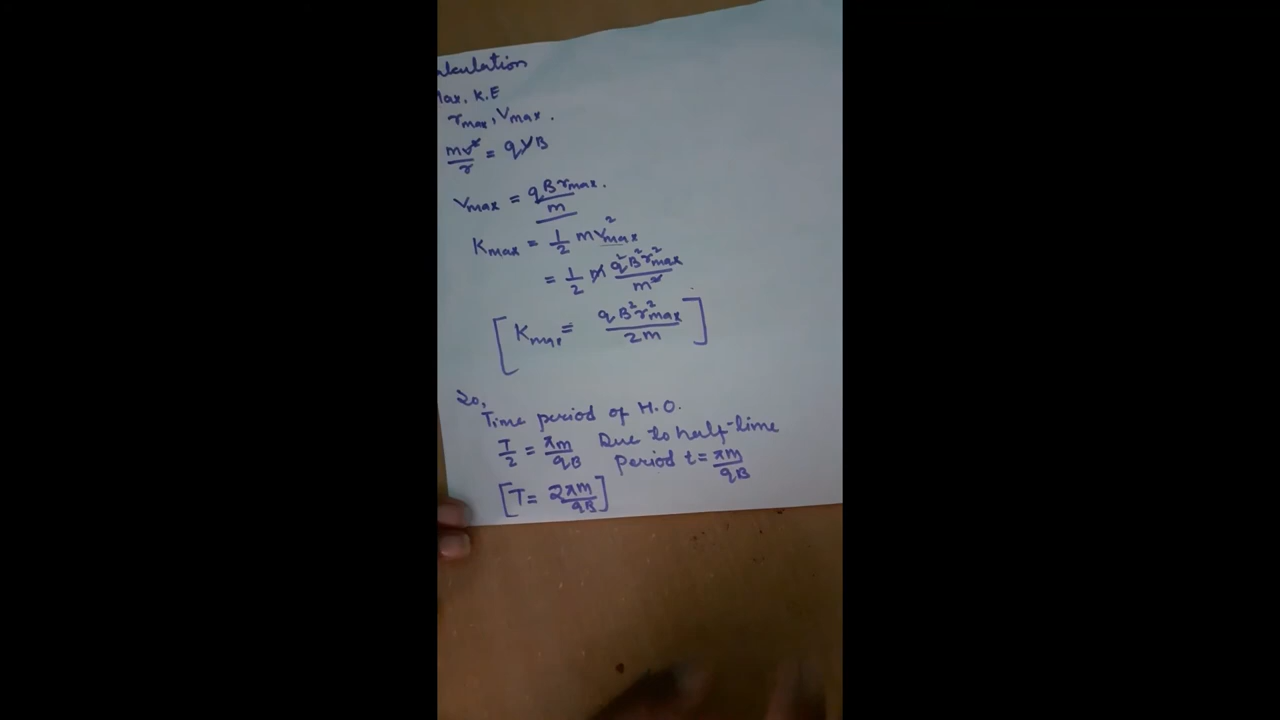 alculation
Max. K.E
rmax, Vmax.
mv²/r = qVB
Vmax = qBrmax./m
Kmax = 1/2 mv²max
= 1/2 m q²B²r²max/m²
[Kmax = qB²r²max/2m]
20,
Time period of H.O.
T/2 = πm/qB Due to half-time
period t = πm/qB
[T = 2πm/qB]